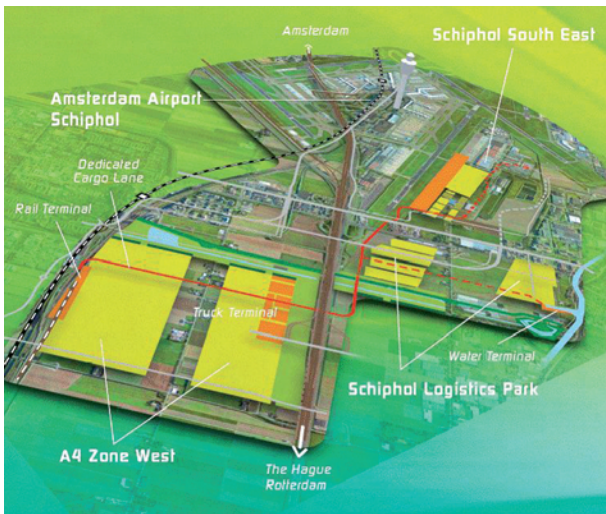 Amsterdam
Schiphol South East
Amsterdam Airport
Schiphol
Dedicated
Cargo Lane
Rail Terminal
Truck Terminal
Water Terminal
Schiphol Logistics Park
A4 Zone West
The Hague
Rotterdam